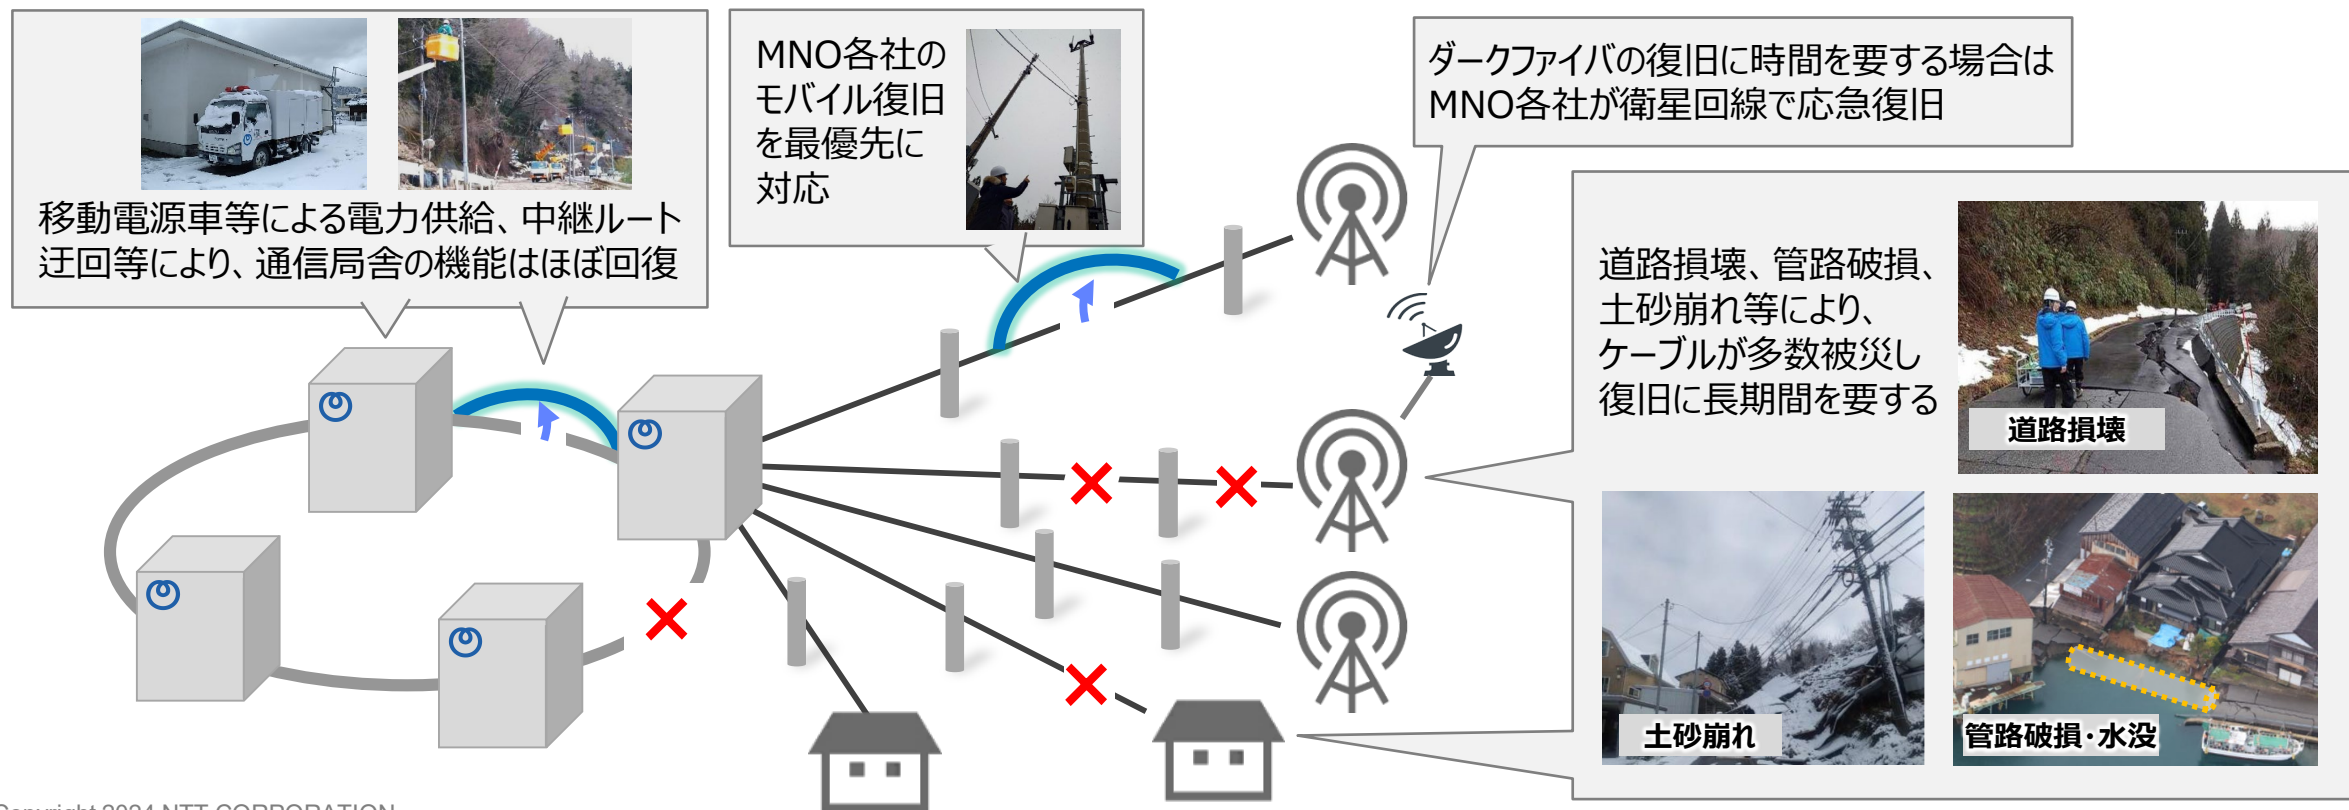 移動電源車等による電力供給、中継ルート
迂回等により、通信局舎の機能はほぼ回復
MNO各社の
モバイル復旧
を最優先に
対応
ダークファイバの復旧に時間を要する場合は
MNO各社が衛星回線で応急復旧
道路損壊、管路破損、
土砂崩れ等により、
ケーブルが多数被災し
復旧に長期間を要する
道路損壊
土砂崩れ
管路破損・水没
Copyright 2024 NTT CORPORATION